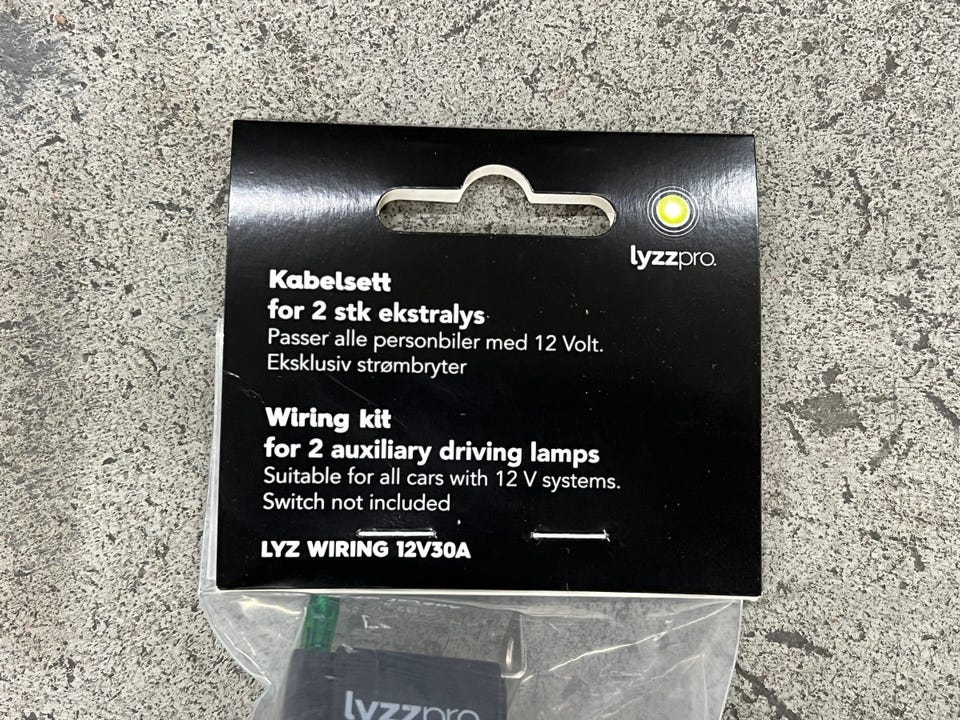 lyzzpro.
Kabelsett
for 2 stk ekstralys
Passer alle personbiler med 12 Volt.
Eksklusiv strømbryter
Wiring kit
for 2 auxiliary driving lamps
Suitable for all cars with 12 V systems.
Switch not included
LYZ WIRING 12V30A
lyzzpro